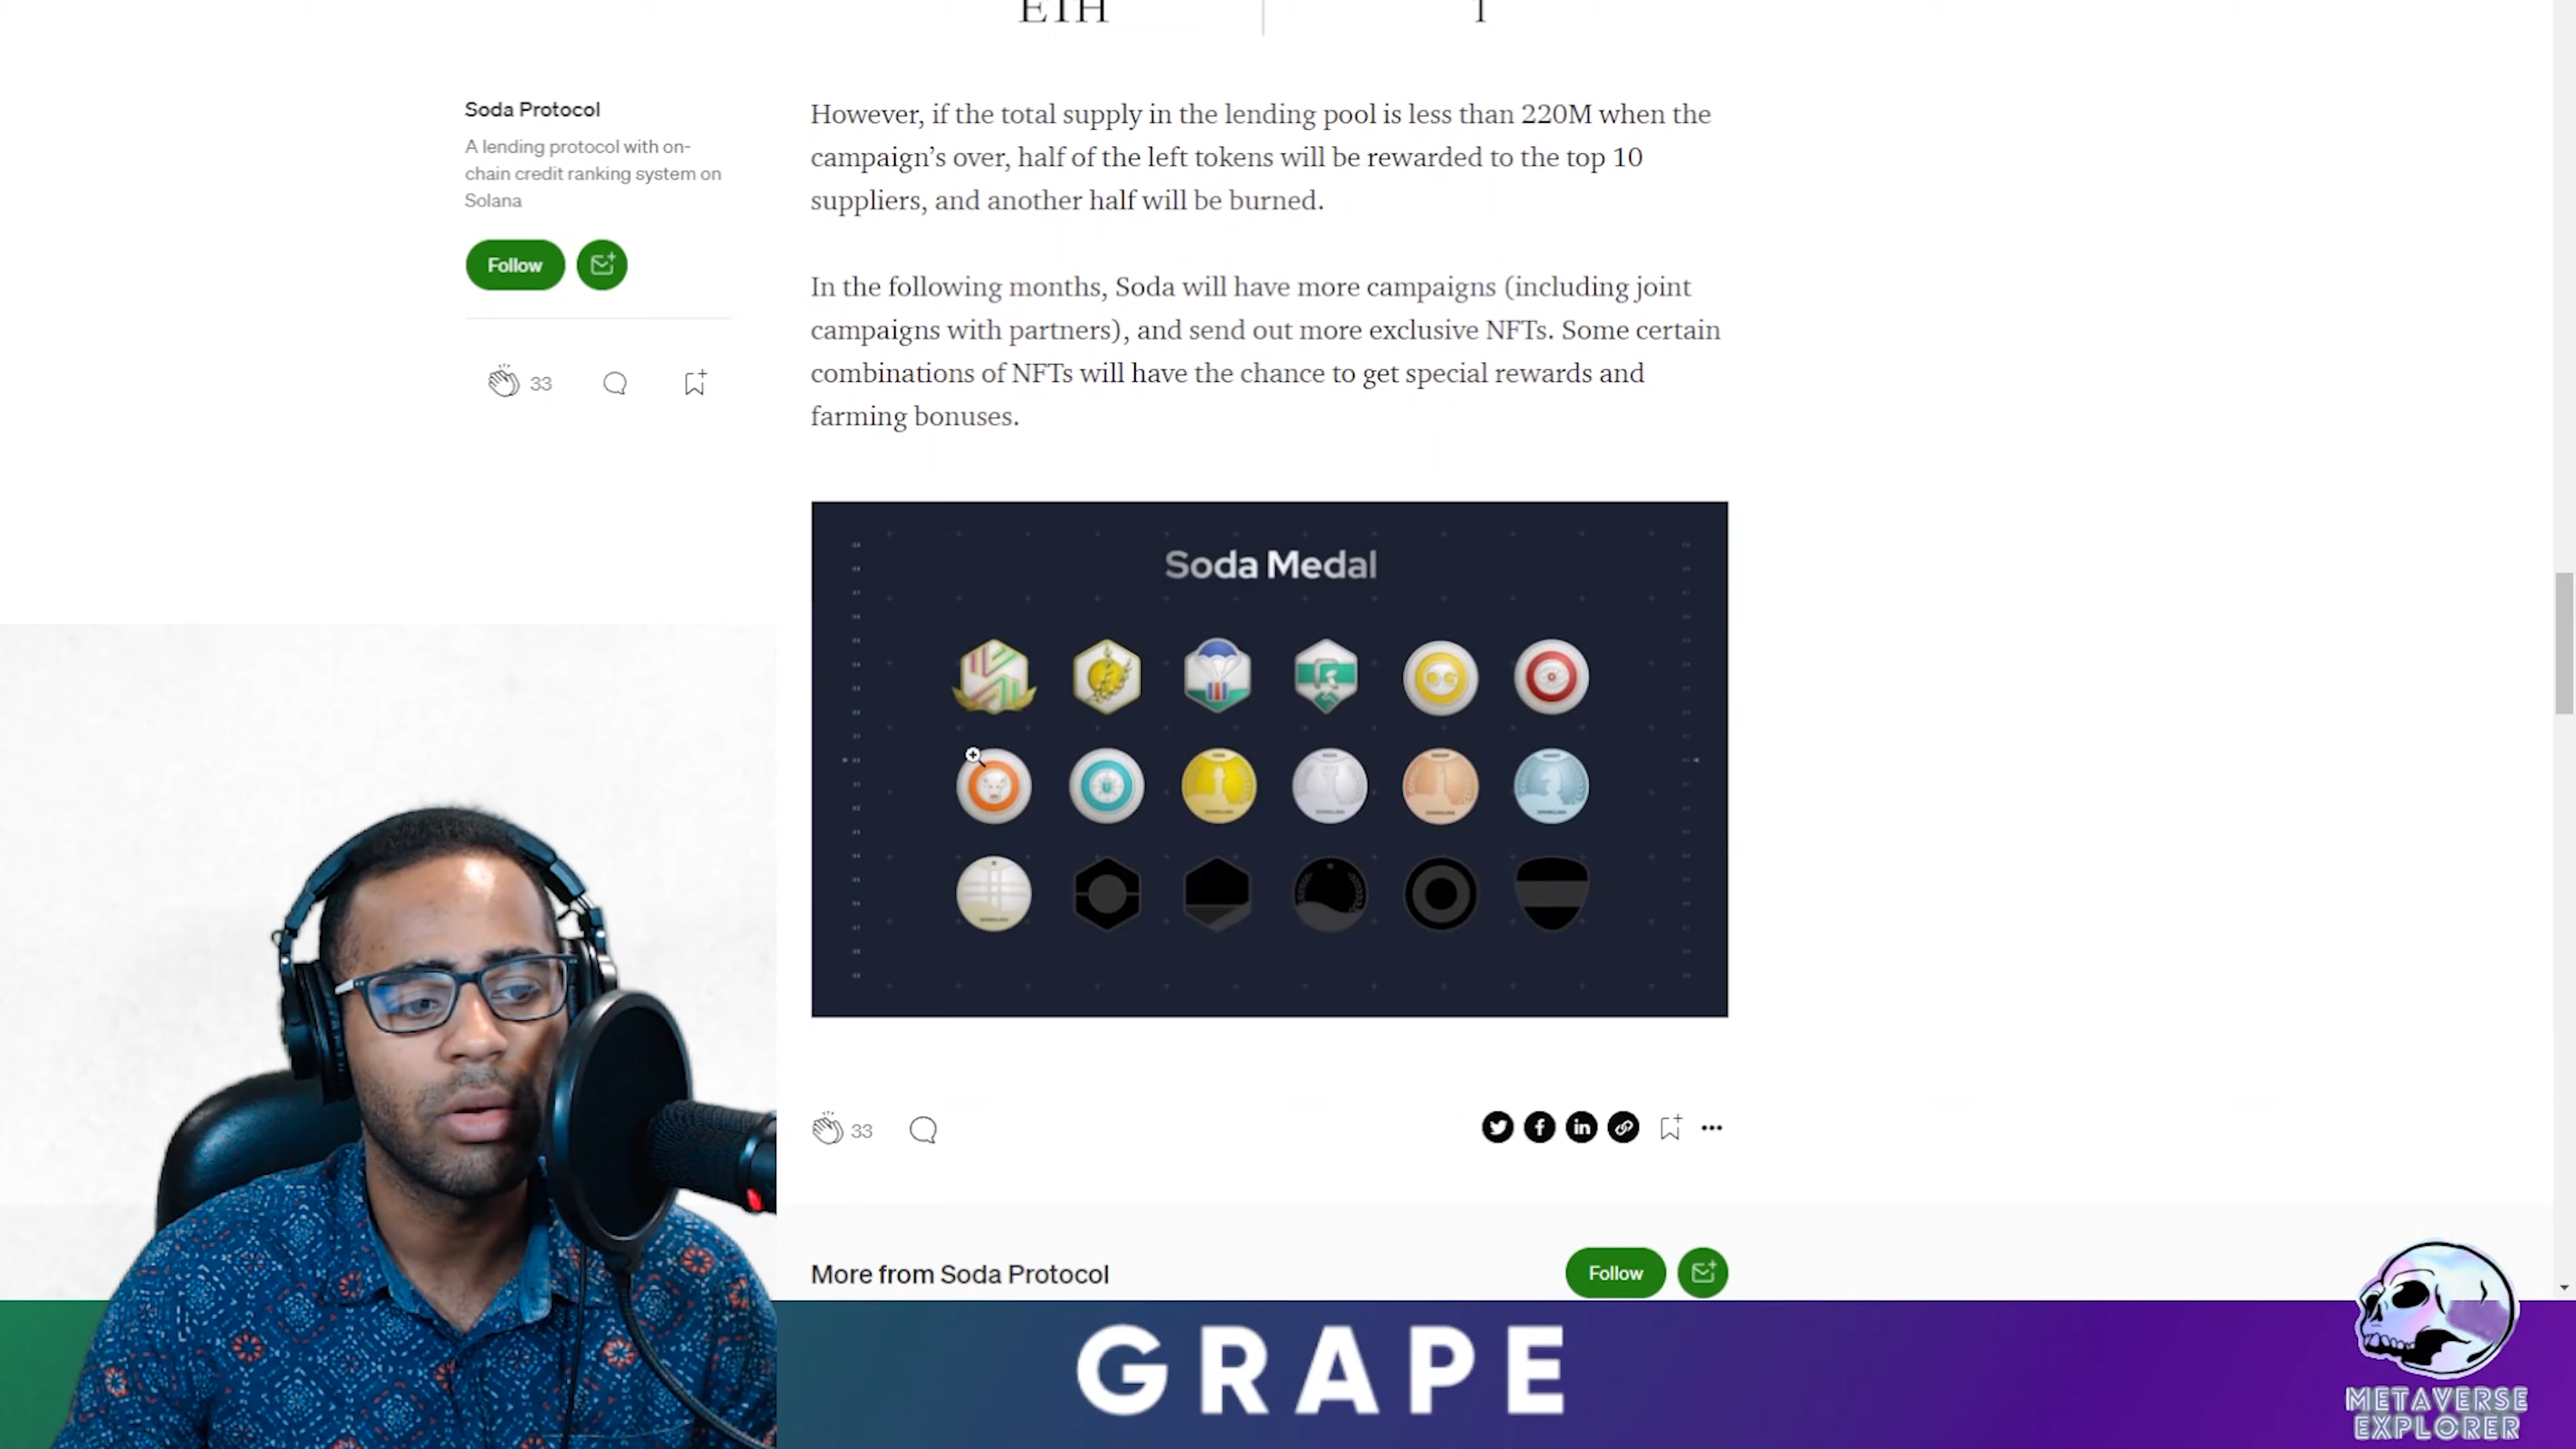 ETH 1
Soda Protocol
A lending protocol with on-
chain credit ranking system on
Solana
Follow
33
However, if the total supply in the lending pool is less than 220M when the
campaign’s over, half of the left tokens will be rewarded to the top 10
suppliers, and another half will be burned.
In the following months, Soda will have more campaigns (including joint
campaigns with partners), and send out more exclusive NFTs. Some certain
combinations of NFTs will have the chance to get special rewards and
farming bonuses.
Soda Medal
33
More from Soda Protocol
Follow
GRAPE
METAVERSE
EXPLORER